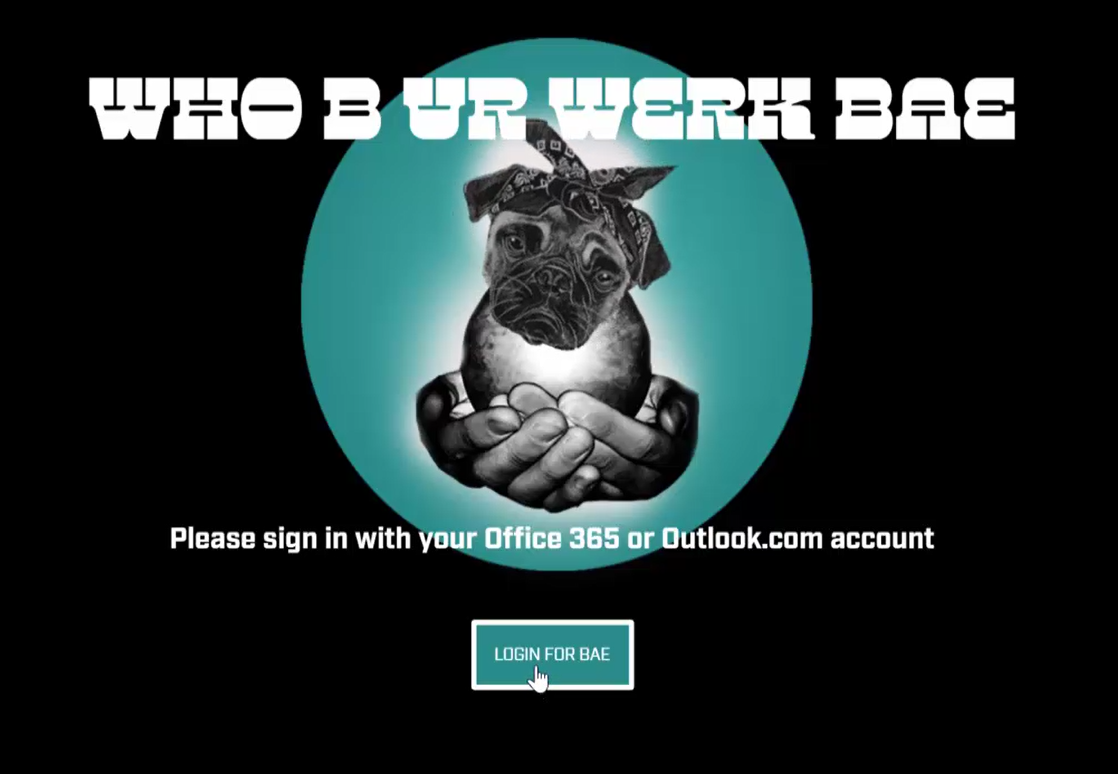 WHO B UR WERK BAE
Please sign in with your Office 365 or Outlook.com account
LOGIN FOR BAE